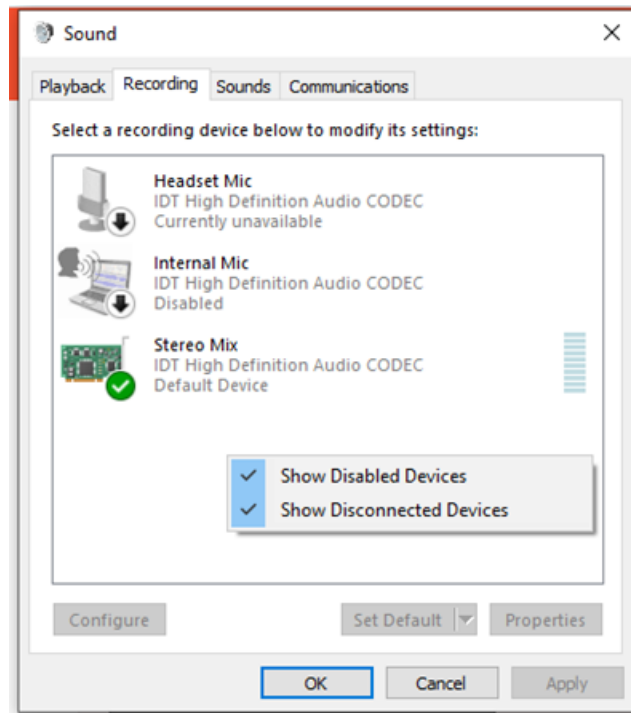 Sound
Playback Recording Sounds Communications
Select a recording device below to modify its settings:
Headset Mic
IDT High Definition Audio CODEC
Currently unavailable
Internal Mic
IDT High Definition Audio CODEC
Disabled
Stereo Mix
IDT High Definition Audio CODEC
Default Device
Show Disabled Devices
Show Disconnected Devices
Configure Set Default Properties
OK Cancel Apply